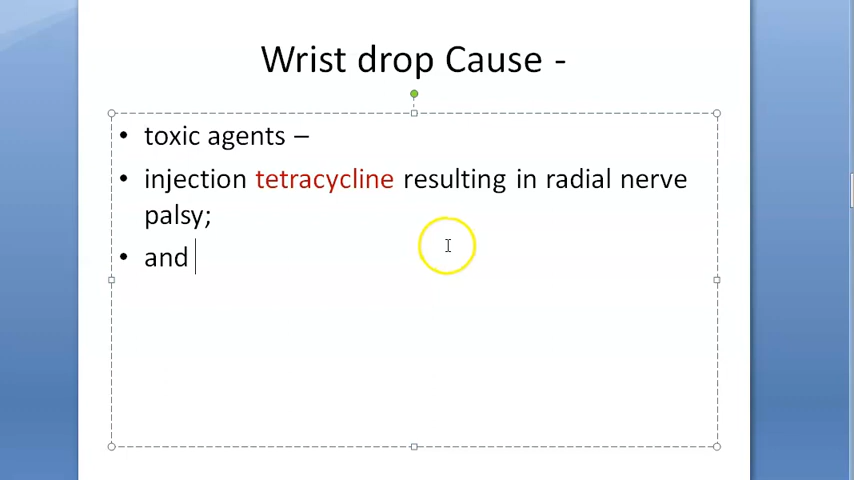 Wrist drop Cause -
• toxic agents –
• injection tetracycline resulting in radial nerve
palsy;
• and